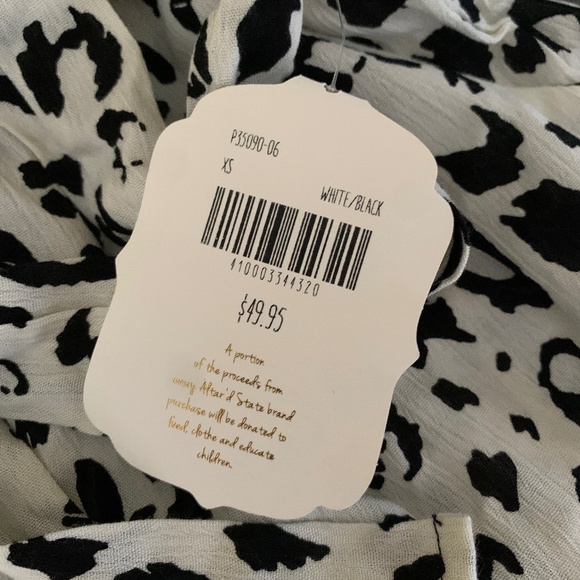 P35090-06
XS
WHITE/BLACK
410003344320
$49.95
A portion
of the proceeds from
every Altar'd State brand
purchase will be donated to
feed, clothe and educate
children